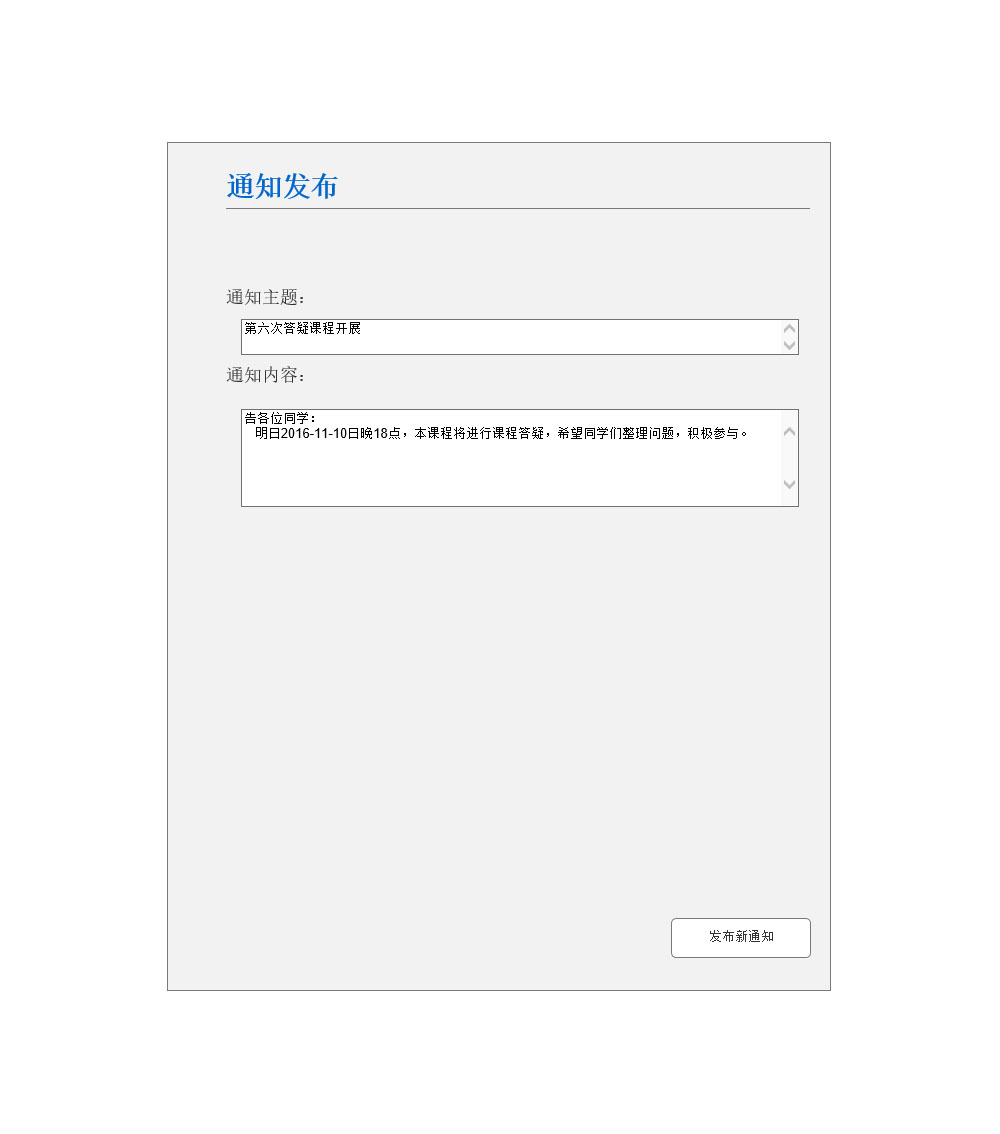 通知发布
通知主题：
第六次答疑课程开展
通知内容：
告各位同学：
明日2016-11-10日晚18点，本课程将进行课程答疑，希望同学们整理问题，积极参与。
发布新通知